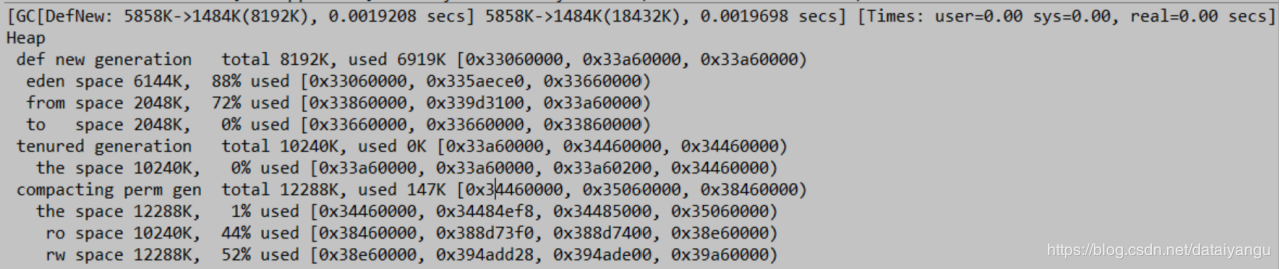 [GC[DefNew: 5858K->1484K(8192K), 0.0019208 secs] 5858K->1484K(18432K), 0.0019698 secs] [Times: user=0.00 sys=0.00, real=0.00 secs]
Heap
 def new generation   total 8192K, used 6919K [0x33060000, 0x33a60000, 0x33a60000)
  eden space 6144K,  88% used [0x33060000, 0x335aece0, 0x33660000)
  from space 2048K,  72% used [0x33860000, 0x339d3100, 0x33a60000)
  to   space 2048K,   0% used [0x33660000, 0x33660000, 0x33860000)
 tenured generation   total 10240K, used 0K [0x33a60000, 0x34460000, 0x34460000)
   the space 10240K,   0% used [0x33a60000, 0x33a60000, 0x33a60200, 0x34460000)
 compacting perm gen  total 12288K, used 147K [0x34460000, 0x35060000, 0x38460000)
   the space 12288K,   1% used [0x34460000, 0x34484ef8, 0x34485000, 0x35060000)
    ro space 10240K,  44% used [0x38460000, 0x388d73f0, 0x388d7400, 0x38e60000)
    rw space 12288K,  52% used [0x38e60000, 0x394add28, 0x394ade00, 0x39a60000)
https://blog.csdn.net/dataiyangu